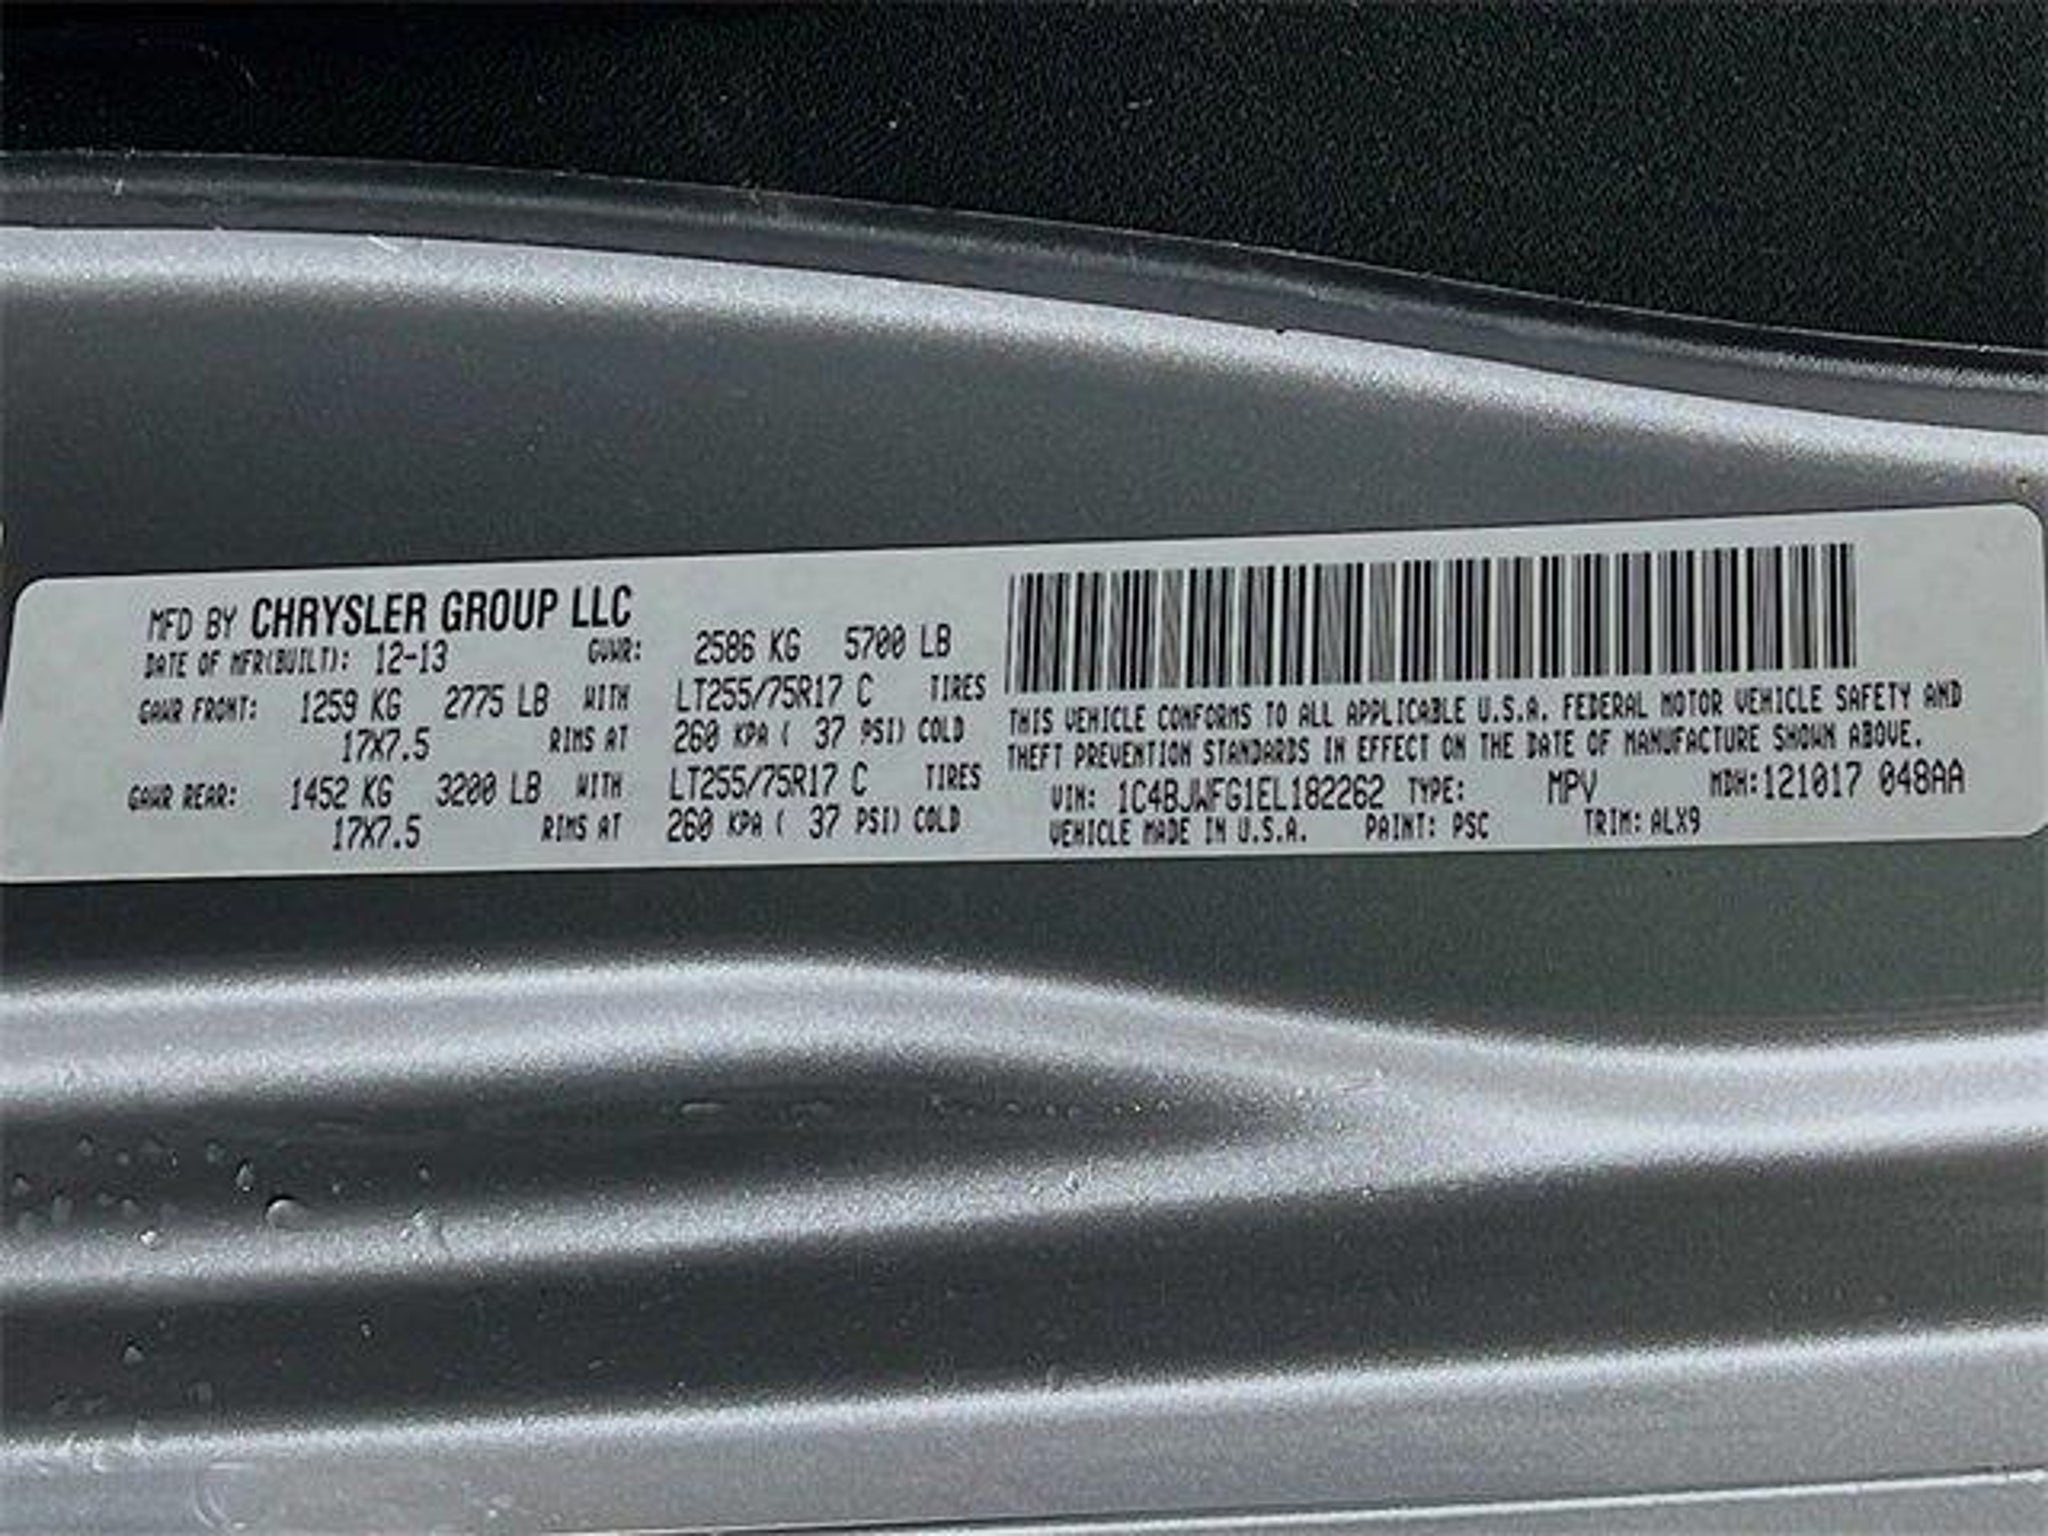 MFD BY CHRYSLER GROUP LLC
DATE OF MFR(BUILT): 12-13 GVWR: 2586 KG 5700 LB
GAWR FRONT: 1259 KG 2775 LB WITH LT255/75R17 C TIRES
17X7.5 RIMS AT 260 KPA ( 37 PSI) COLD
GAWR REAR: 1452 KG 3200 LB WITH LT255/75R17 C TIRES
17X7.5 RIMS AT 260 KPA ( 37 PSI) COLD
THIS VEHICLE CONFORMS TO ALL APPLICABLE U.S.A. FEDERAL MOTOR VEHICLE SAFETY AND
THEFT PREVENTION STANDARDS IN EFFECT ON THE DATE OF MANUFACTURE SHOWN ABOVE.
VIN: 1C4BJWFG1EL182262 TYPE: MPV MDH:121017 048AA
VEHICLE MADE IN U.S.A. PAINT: PSC TRIM: ALX9